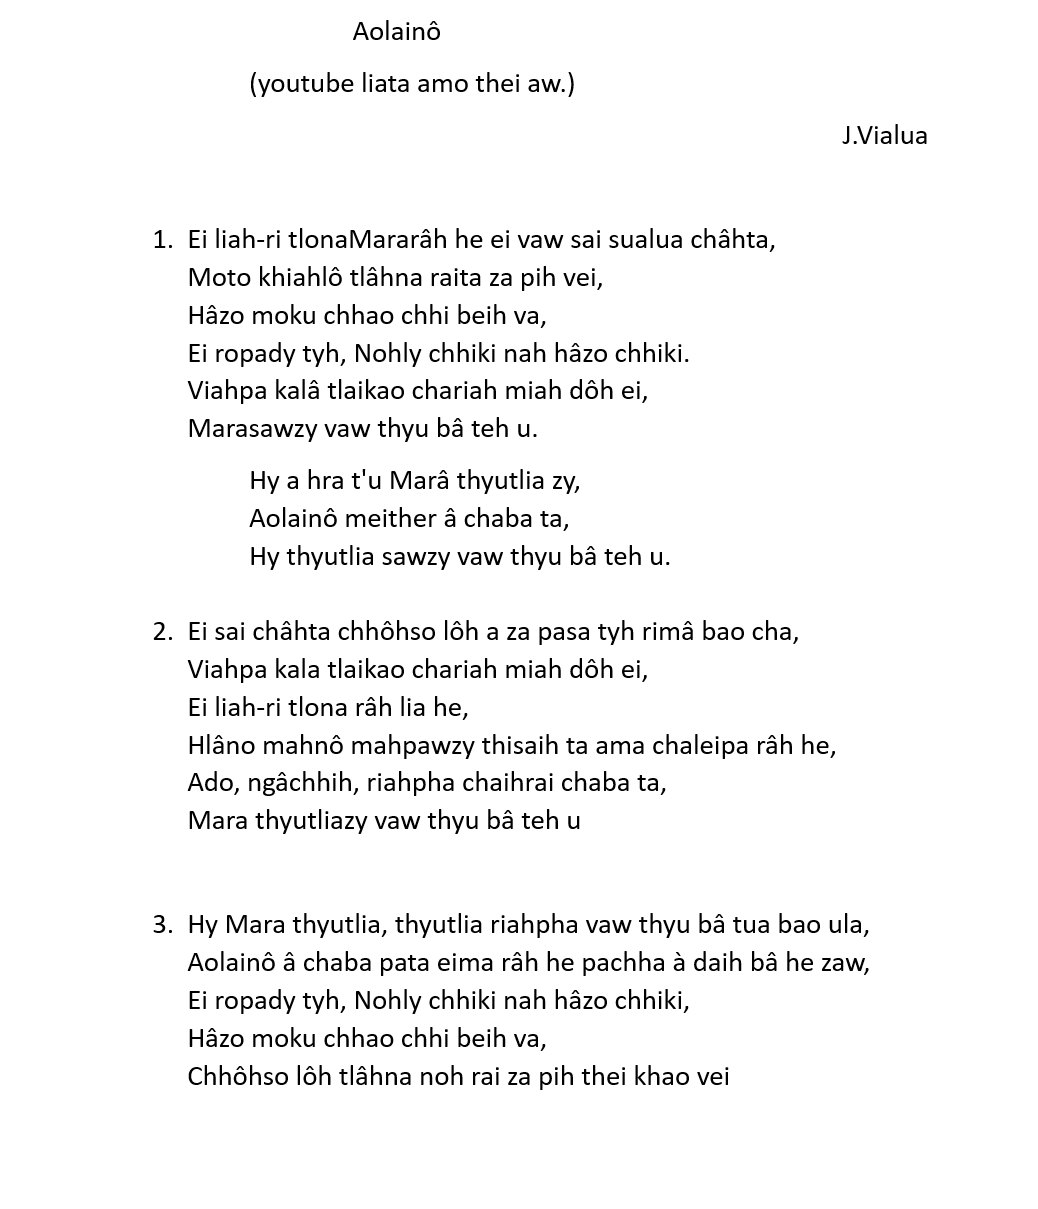 Aolainô
(youtube liata amo thei aw.)
J.Vialua
1. Ei liah-ri tlonaMararâh he ei vaw sai sualua châhta,
Moto khiahlô tlâhna raita za pih vei,
Hâzo moku chhao chhi beih va,
Ei ropady tyh, Nohly chhiki nah hâzo chhiki.
Viahpa kalâ tlaikao chariah miah dôh ei,
Marasawzy vaw thyu bâ teh u.
Hy a hra t'u Marâ thyutlia zy,
Aolainô meither â chaba ta,
Hy thyutlia sawzy vaw thyu bâ teh u.
2. Ei sai châhta chhôhso lôh a za pasa tyh rimâ bao cha,
Viahpa kala tlaikao chariah miah dôh ei,
Ei liah-ri tlona râh lia he,
Hlâno mahnô mahpawzy thisaih ta ama chaleipa râh he,
Ado, ngâchhih, riahpha chaihrai chaba ta,
Mara thyutliazy vaw thyu bâ teh u
3. Hy Mara thyutlia, thyutlia riahpha vaw thyu bâ tua bao ula,
Aolainô â chaba pata eima râh he pachha à daih bâ he zaw,
Ei ropady tyh, Nohly chhiki nah hâzo chhiki,
Hâzo moku chhao chhi beih va,
Chhôhso lôh tlâhna noh rai za pih thei khao vei